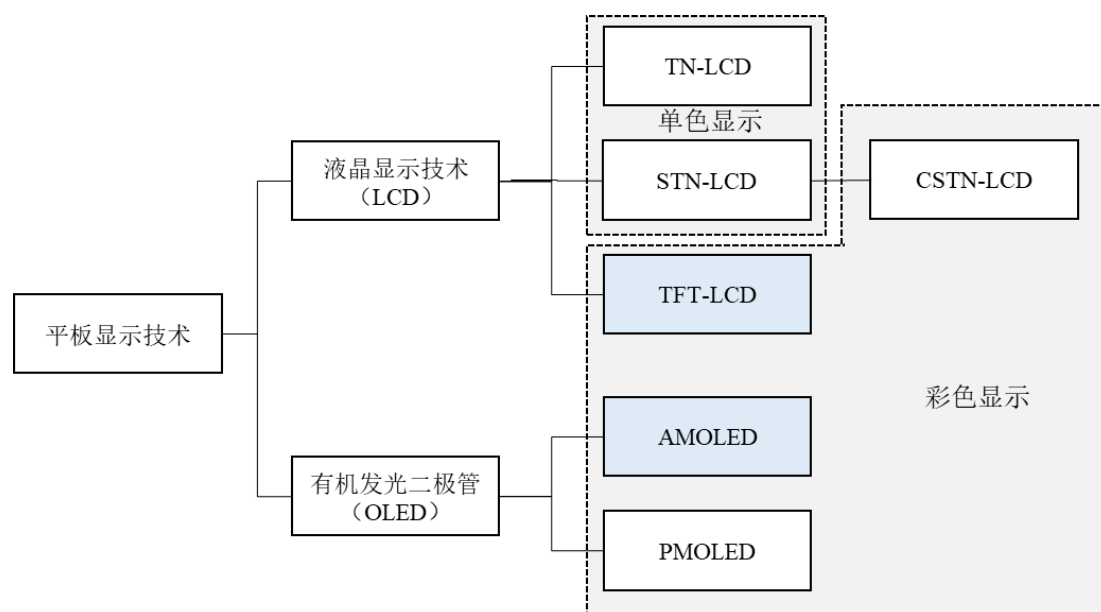 TN-LCD
单色显示
液晶显示技术
（LCD）
STN-LCD
CSTN-LCD
TFT-LCD
平板显示技术
彩色显示
AMOLED
有机发光二极管
（OLED）
PMOLED